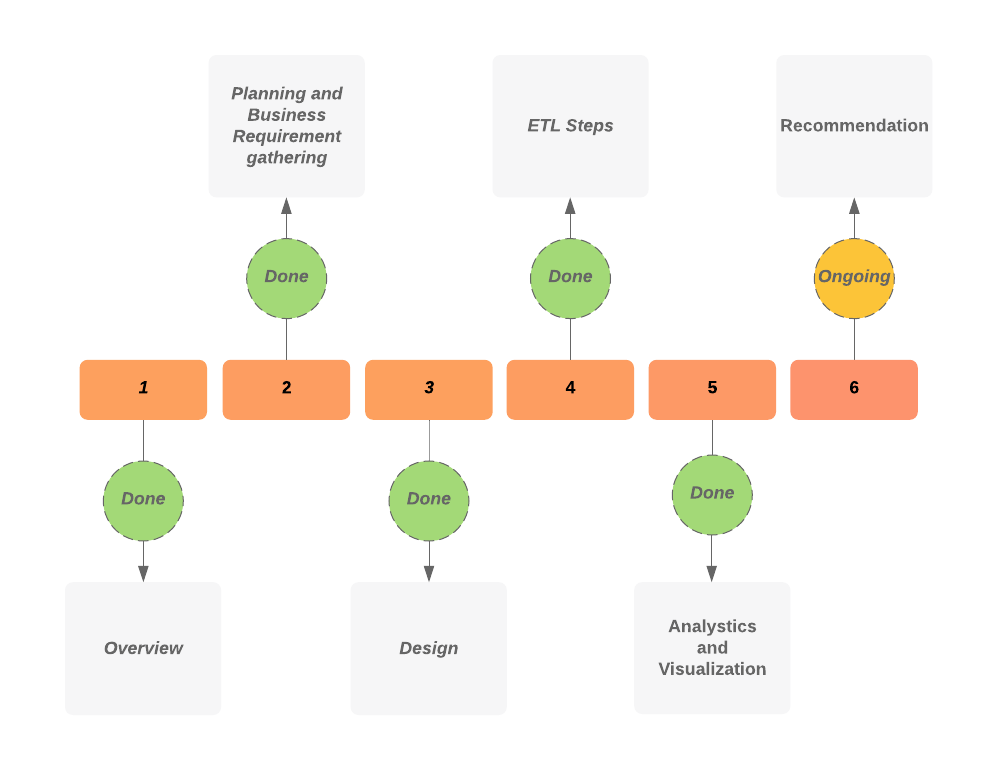 Planning and
Business
Requirement
gathering
ETL Steps
Recommendation
Done
Done
Ongoing
1
2
3
4
5
6
Done
Done
Done
Overview
Design
Analystics
and
Visualization